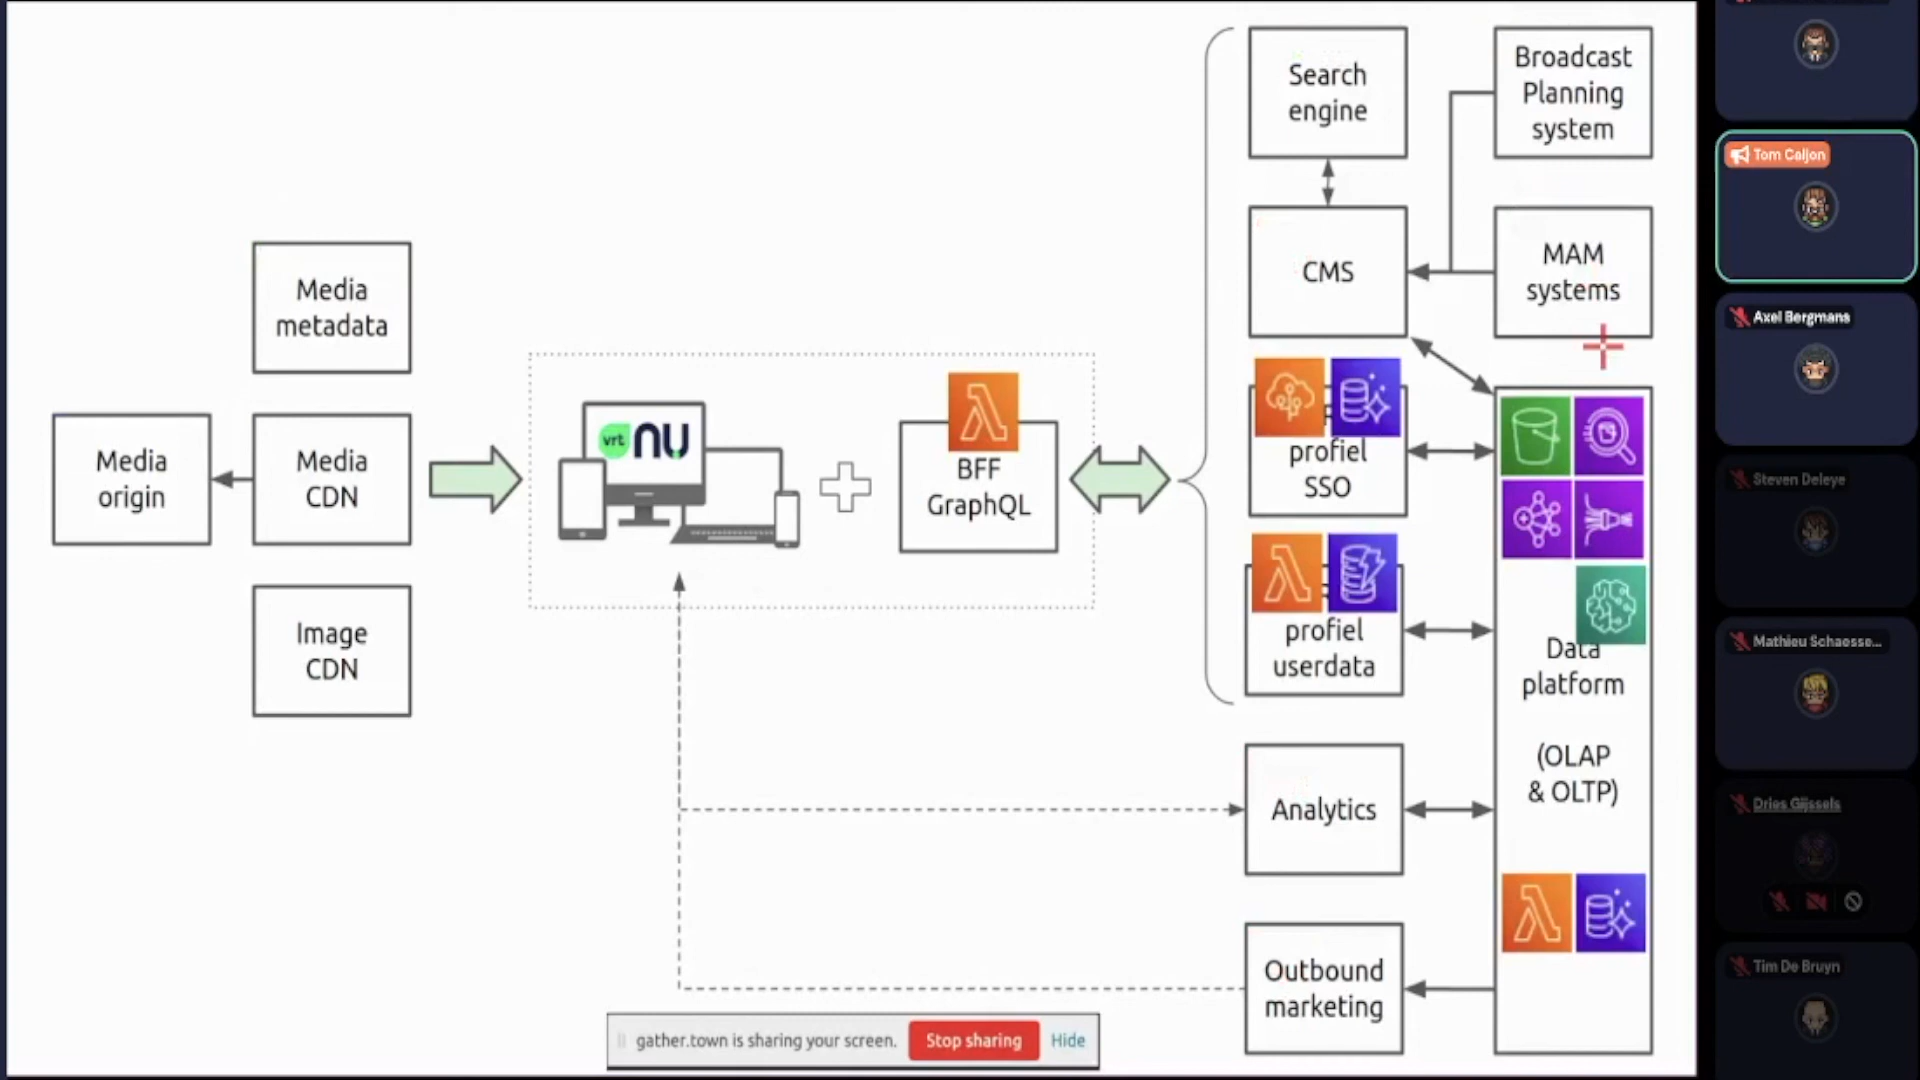 Media
metadata
Media
origin
Media
CDN
Image
CDN
vrt nu
BFF
GraphQL
Search
engine
Broadcast
Planning
system
CMS
MAM
systems
profiel
SSO
profiel
userdata
Data
platform
(OLAP
& OLTP)
Analytics
Outbound
marketing
gather.town is sharing your screen.
Stop sharing
Hide
Tom Caljon
Axel Bergmans
Steven Deleye
Mathieu Schaesse...
Dries Gijssels
Tim De Bruyn